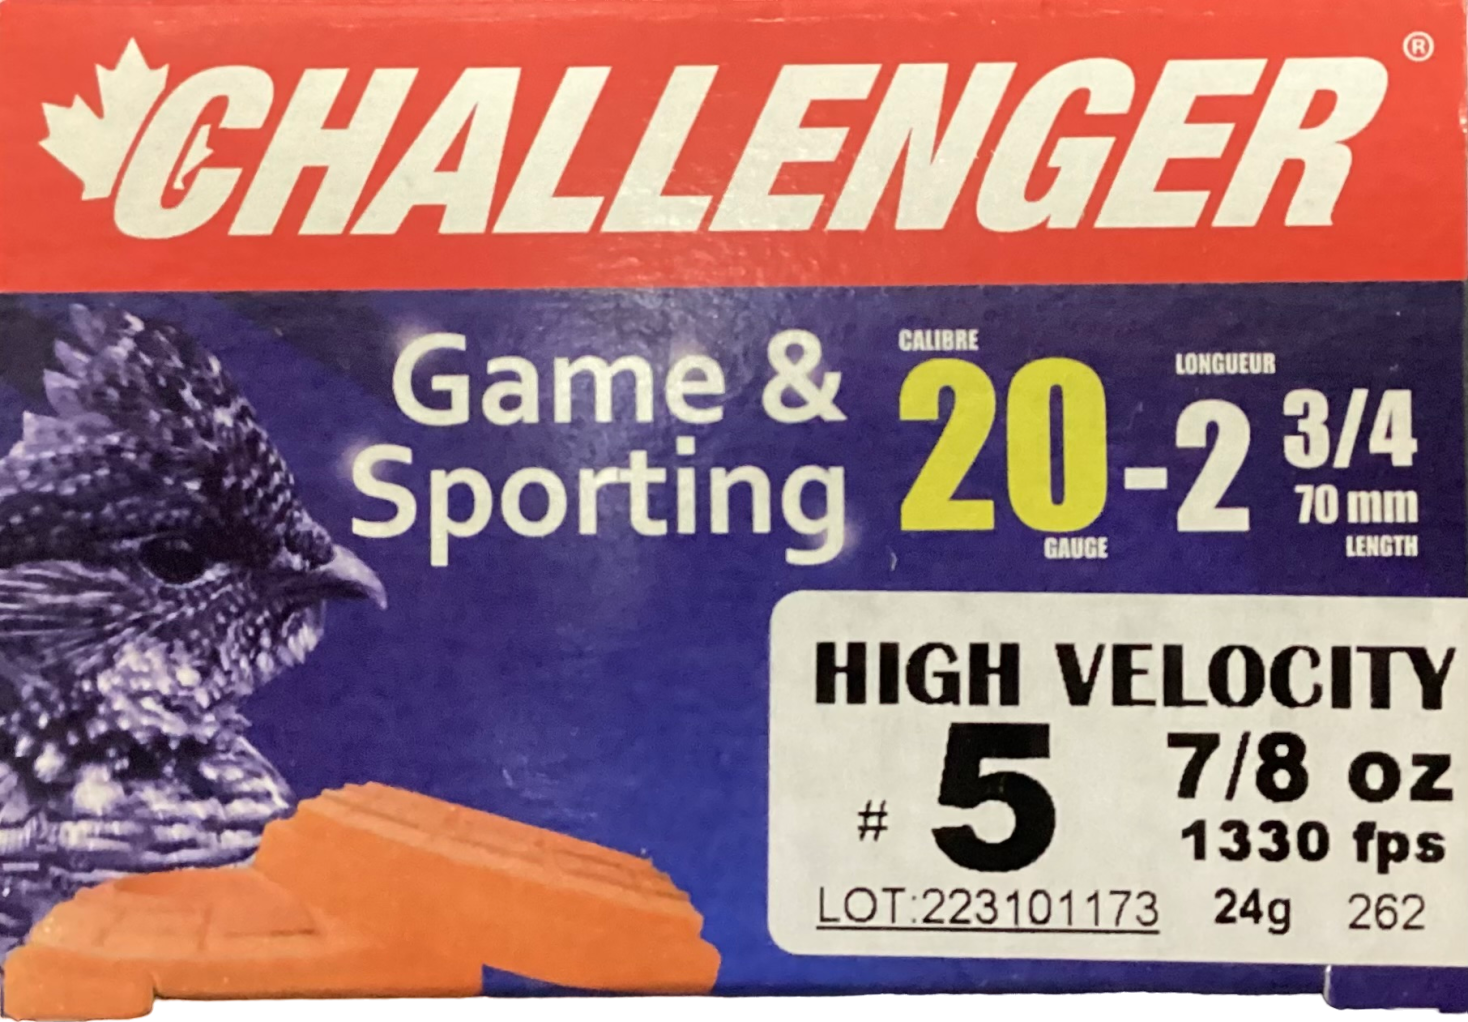 CHALLENGER®
Game &
Sporting
CALIBRE
20
GAUGE
-
LONGUEUR
2 3/4
70 mm
LENGTH
HIGH VELOCITY
# 5
7/8 oz
1330 fps
LOT:223101173 24g 262